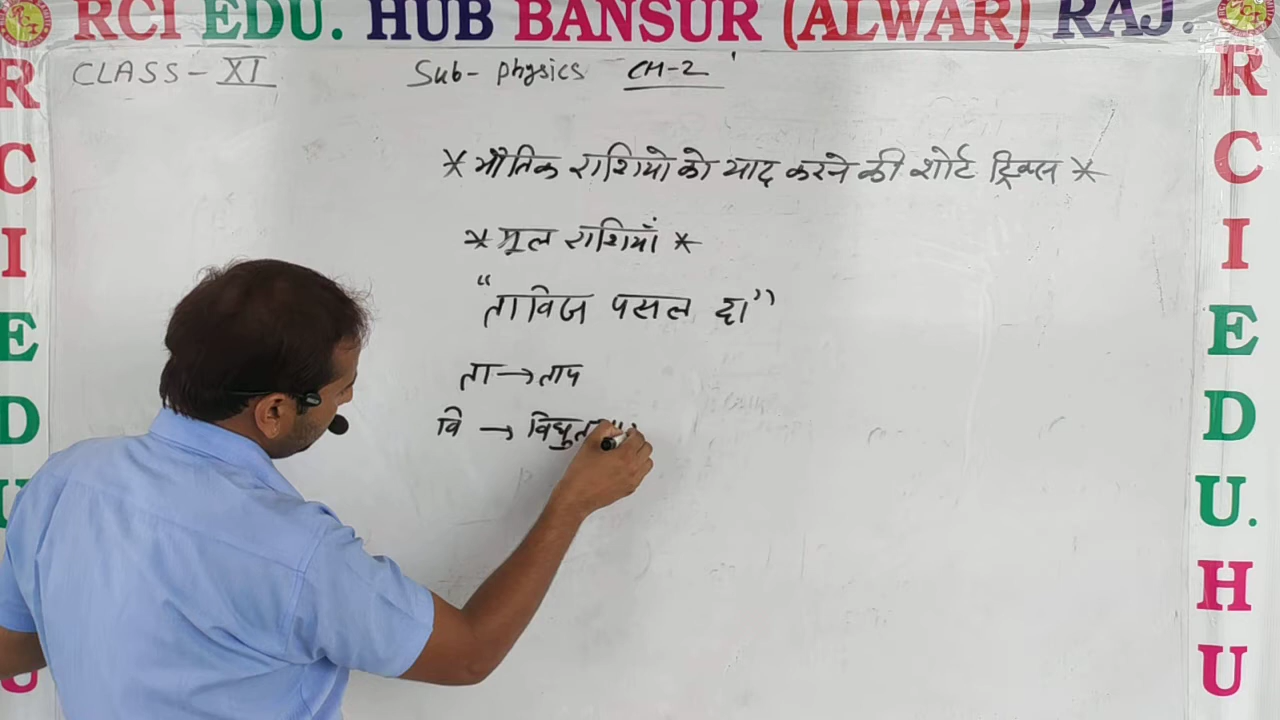 RCI EDU. HUB BANSUR (ALWAR) RAJ.
CLASS - XI Sub- Physics CH-2
* भौतिक राशियो को याद करने की शोर्ट ट्रिक्स *
* मूल राशियाँ *
“ताविज पसल दा”
ता → ताप
वि → विधुत
R
C
I
E
D
U
U
R
C
I
E
D
U.
H
U